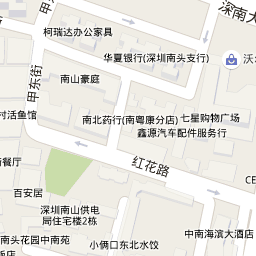 深南大
柯瑞达办公家具
华夏银行(深圳南头支行)
沃尔
甲东街
南山豪庭
甲东
村活鱼馆
南北药行(南粤康分店)
七星购物广场
鑫源汽车配件服务行
红花路
街餐厅
百安居
CE
深圳南山供电
局住宅楼2栋
南头花园中南苑
小俩口东北水饺
中南海滨大酒店